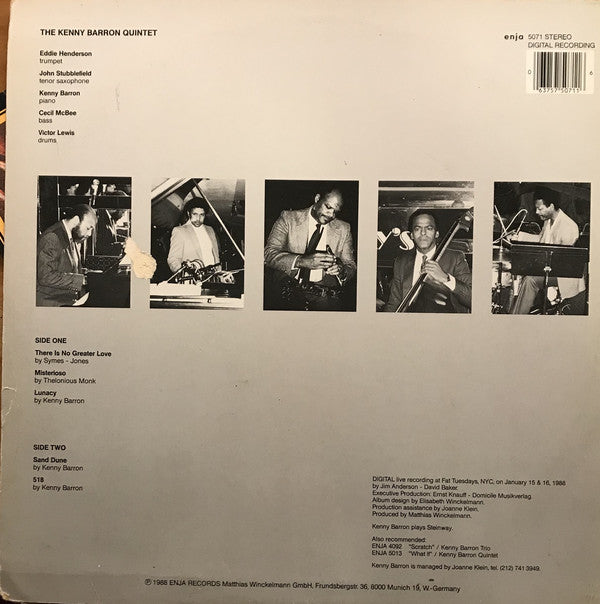 THE KENNY BARRON QUINTET
Eddie Henderson
trumpet
John Stubblefield
tenor saxophone
Kenny Barron
piano
Cecil McBee
bass
Victor Lewis
drums
enja 5071 STEREO
DIGITAL RECORDING
0 63757 50711 6
SIDE ONE
There Is No Greater Love
by Symes - Jones
Misterioso
by Thelonious Monk
Lunacy
by Kenny Barron
SIDE TWO
Sand Dune
by Kenny Barron
518
by Kenny Barron
DIGITAL live recording at Fat Tuesdays, NYC, on January 15 & 16, 1988
by Jim Anderson - David Baker.
Executive Production: Ernst Knauff - Domicile Musikverlag.
Album design by Elisabeth Winckelmann.
Production assistance by Joanne Klein.
Produced by Matthias Winckelmann.
Kenny Barron plays Steinway.
Also recommended:
ENJA 4092 "Scratch" / Kenny Barron Trio
ENJA 5013 "What If" / Kenny Barron Quintet
Kenny Barron is managed by Joanne Klein, tel. (212) 741 3949.
℗ 1988 ENJA RECORDS Matthias Winckelmann GmbH, Frundsbergstr. 36, 8000 Munich 19, W.-Germany